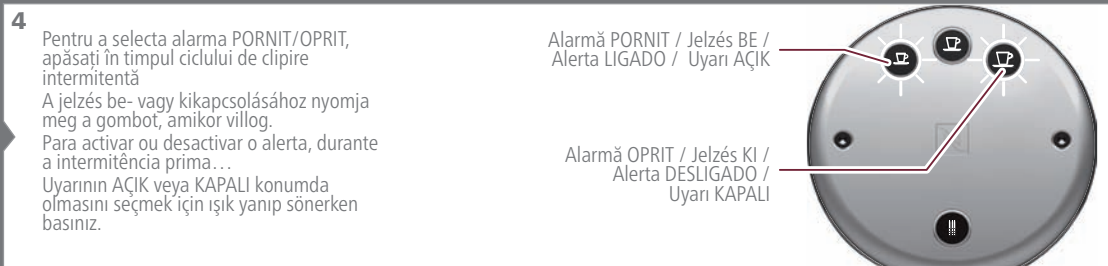 4
Pentru a selecta alarma PORNIT/OPRIT,
apăsați în timpul ciclului de clipire
intermitentă
A jelzés be- vagy kikapcsolásához nyomja
meg a gombot, amikor villog.
Para activar ou desactivar o alerta, durante
a intermitência prima…
Uyarının AÇIK veya KAPALI konumda
olmasını seçmek için ışık yanıp sönerken
basınız.
Alarmă PORNIT / Jelzés BE /
Alerta LIGADO / Uyarı AÇIK
Alarmă OPRIT / Jelzés KI /
Alerta DESLIGADO /
Uyarı KAPALI